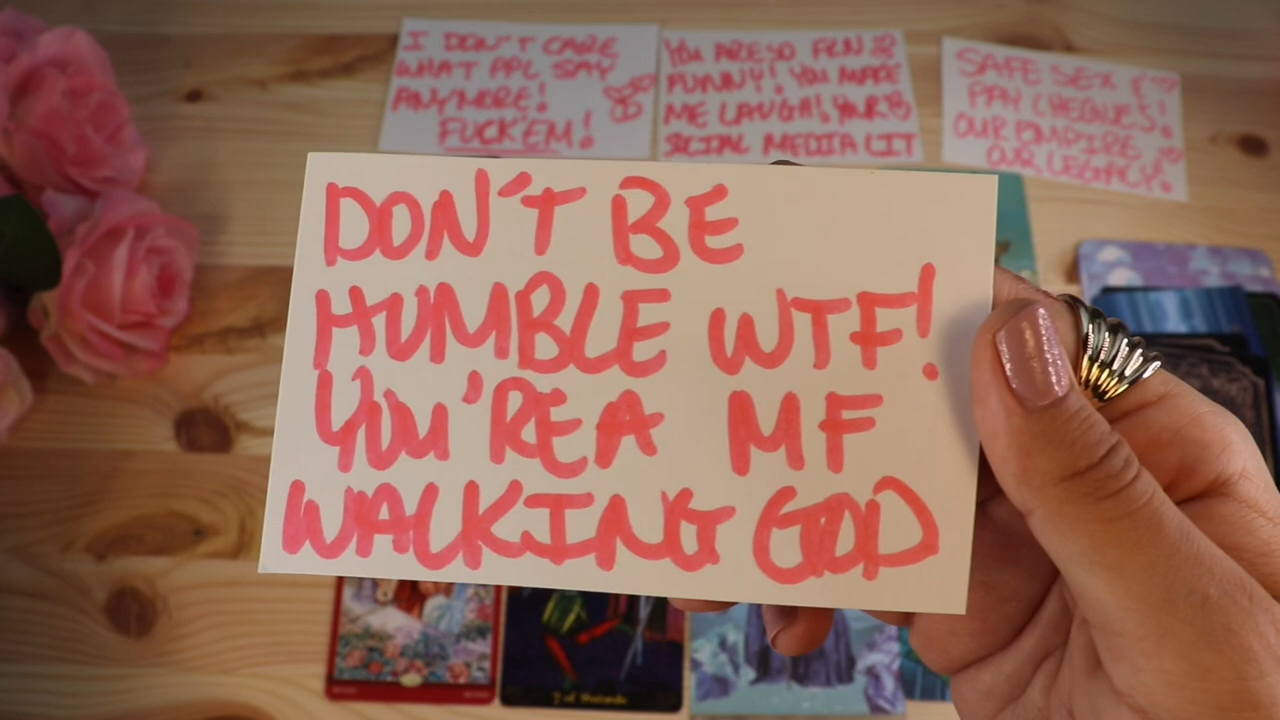 I DON'T CARE
WHAT PPL SAY
ANYMORE!
FUCK'EM!
YOU ARE SO FUN &
FUNNY! YOU MAKE
ME LAUGH! YOUR
SOCIAL MEDIA LIT
SAFE SEX &
PAY CHEQUES!
OUR EMPIRE
OUR LEGACY!
DON'T BE
HUMBLE WTF!
YOU'RE A MF
WALKING GOD
7 of Swords